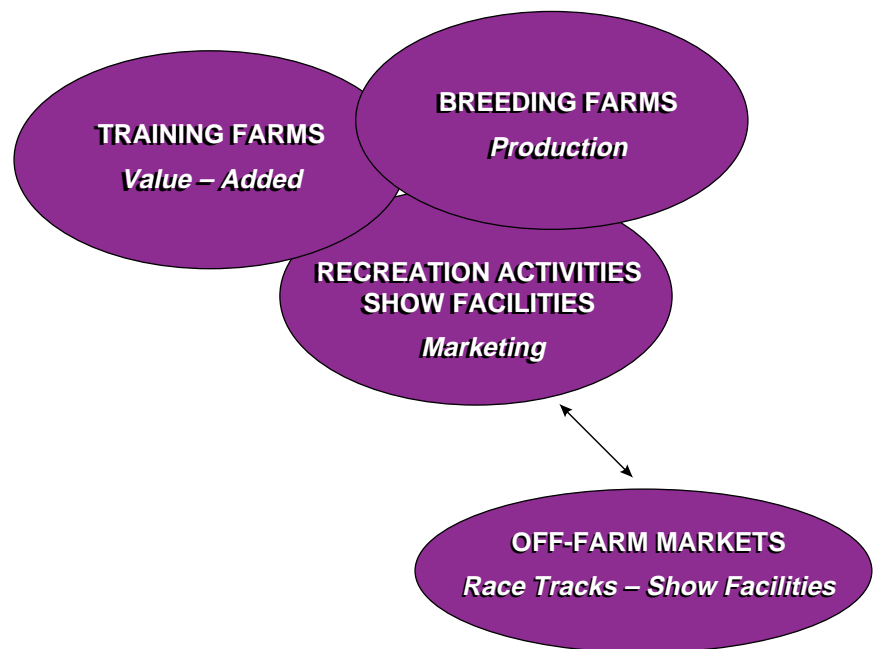 BREEDING FARMS
Production
TRAINING FARMS
Value – Added
RECREATION ACTIVITIES
SHOW FACILITIES
Marketing
OFF-FARM MARKETS
Race Tracks – Show Facilities